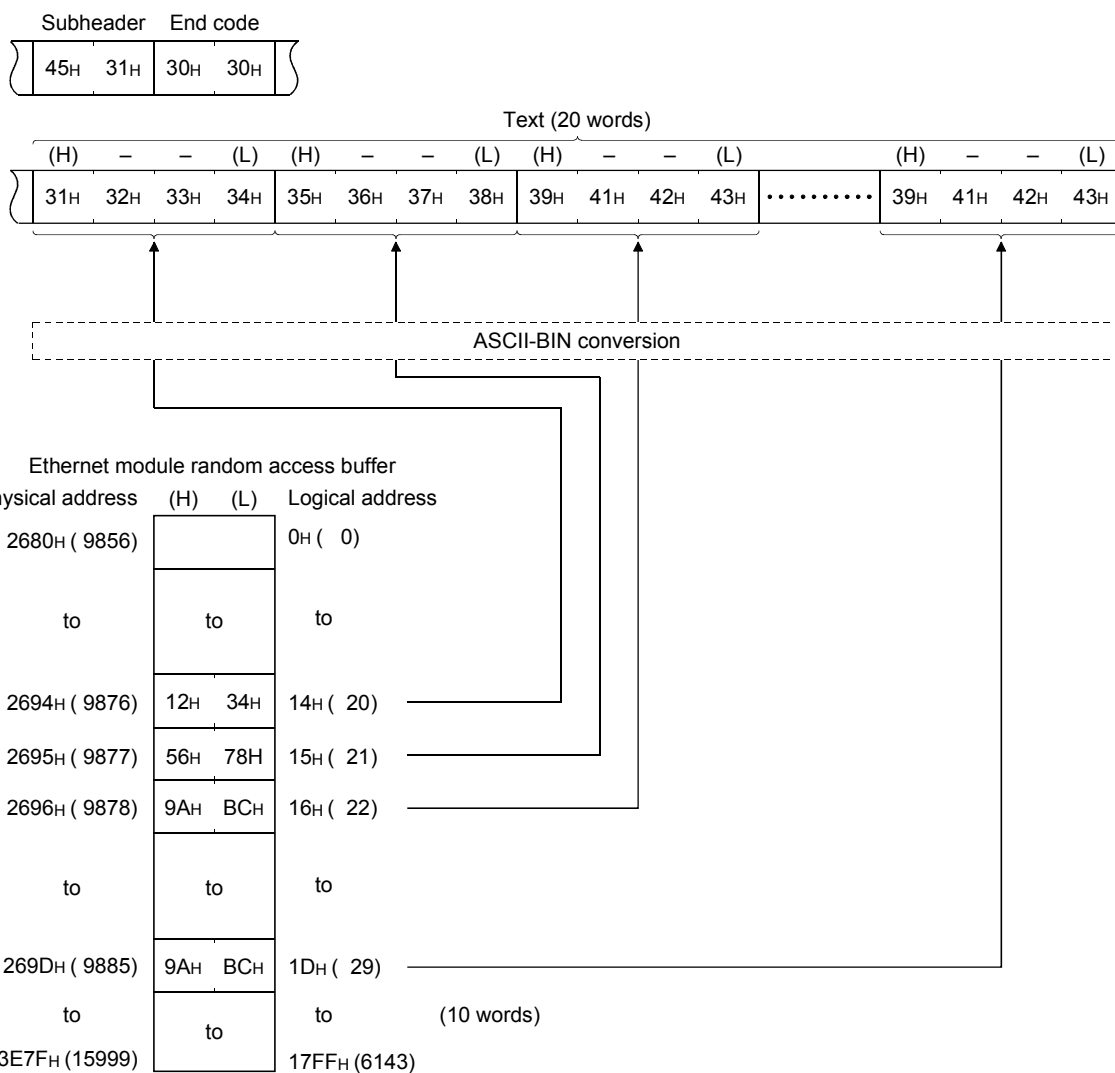 Subheader End code
45H 31H 30H 30H
Text (20 words)
(H) – – (L) (H) – – (L) (H) – – (L) (H) – – (L)
31H 32H 33H 34H 35H 36H 37H 38H 39H 41H 42H 43H ·········· 39H 41H 42H 43H
ASCII-BIN conversion
Ethernet module random access buffer
ysical address (H) (L) Logical address
2680H ( 9856) 0H ( 0)
to to to
2694H ( 9876) 12H 34H 14H ( 20)
2695H ( 9877) 56H 78H 15H ( 21)
2696H ( 9878) 9AH BCH 16H ( 22)
to to to
269DH ( 9885) 9AH BCH 1DH ( 29)
to to to (10 words)
3E7FH (15999) 17FFH (6143)